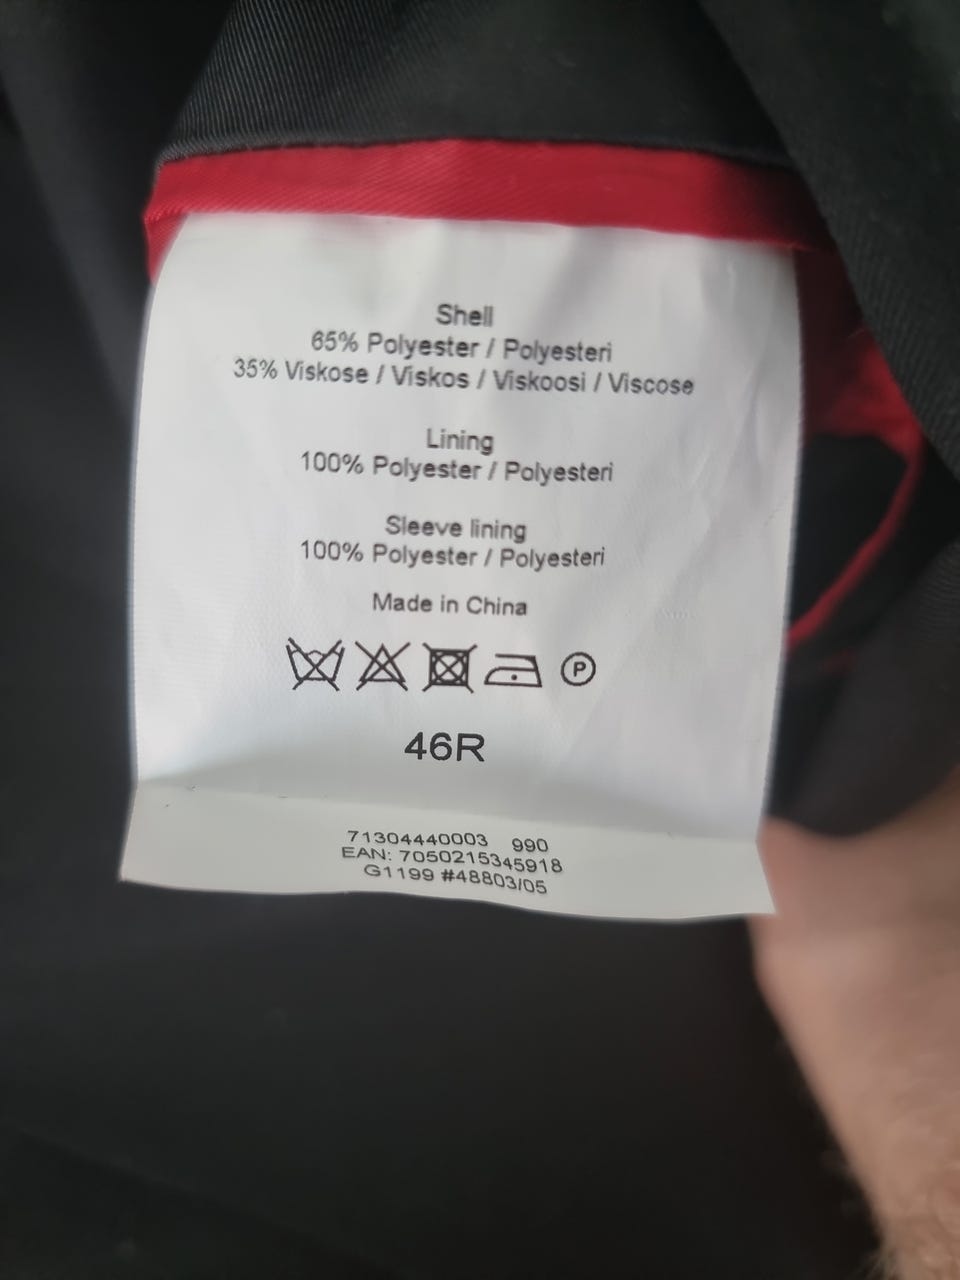 Shell
65% Polyester / Polyesteri
35% Viskose / Viskos / Viskoosi / Viscose
Lining
100% Polyester / Polyesteri
Sleeve lining
100% Polyester / Polyesteri
Made in China
P
46R
71304440003 990
EAN: 7050215345918
G1199 #48803/05